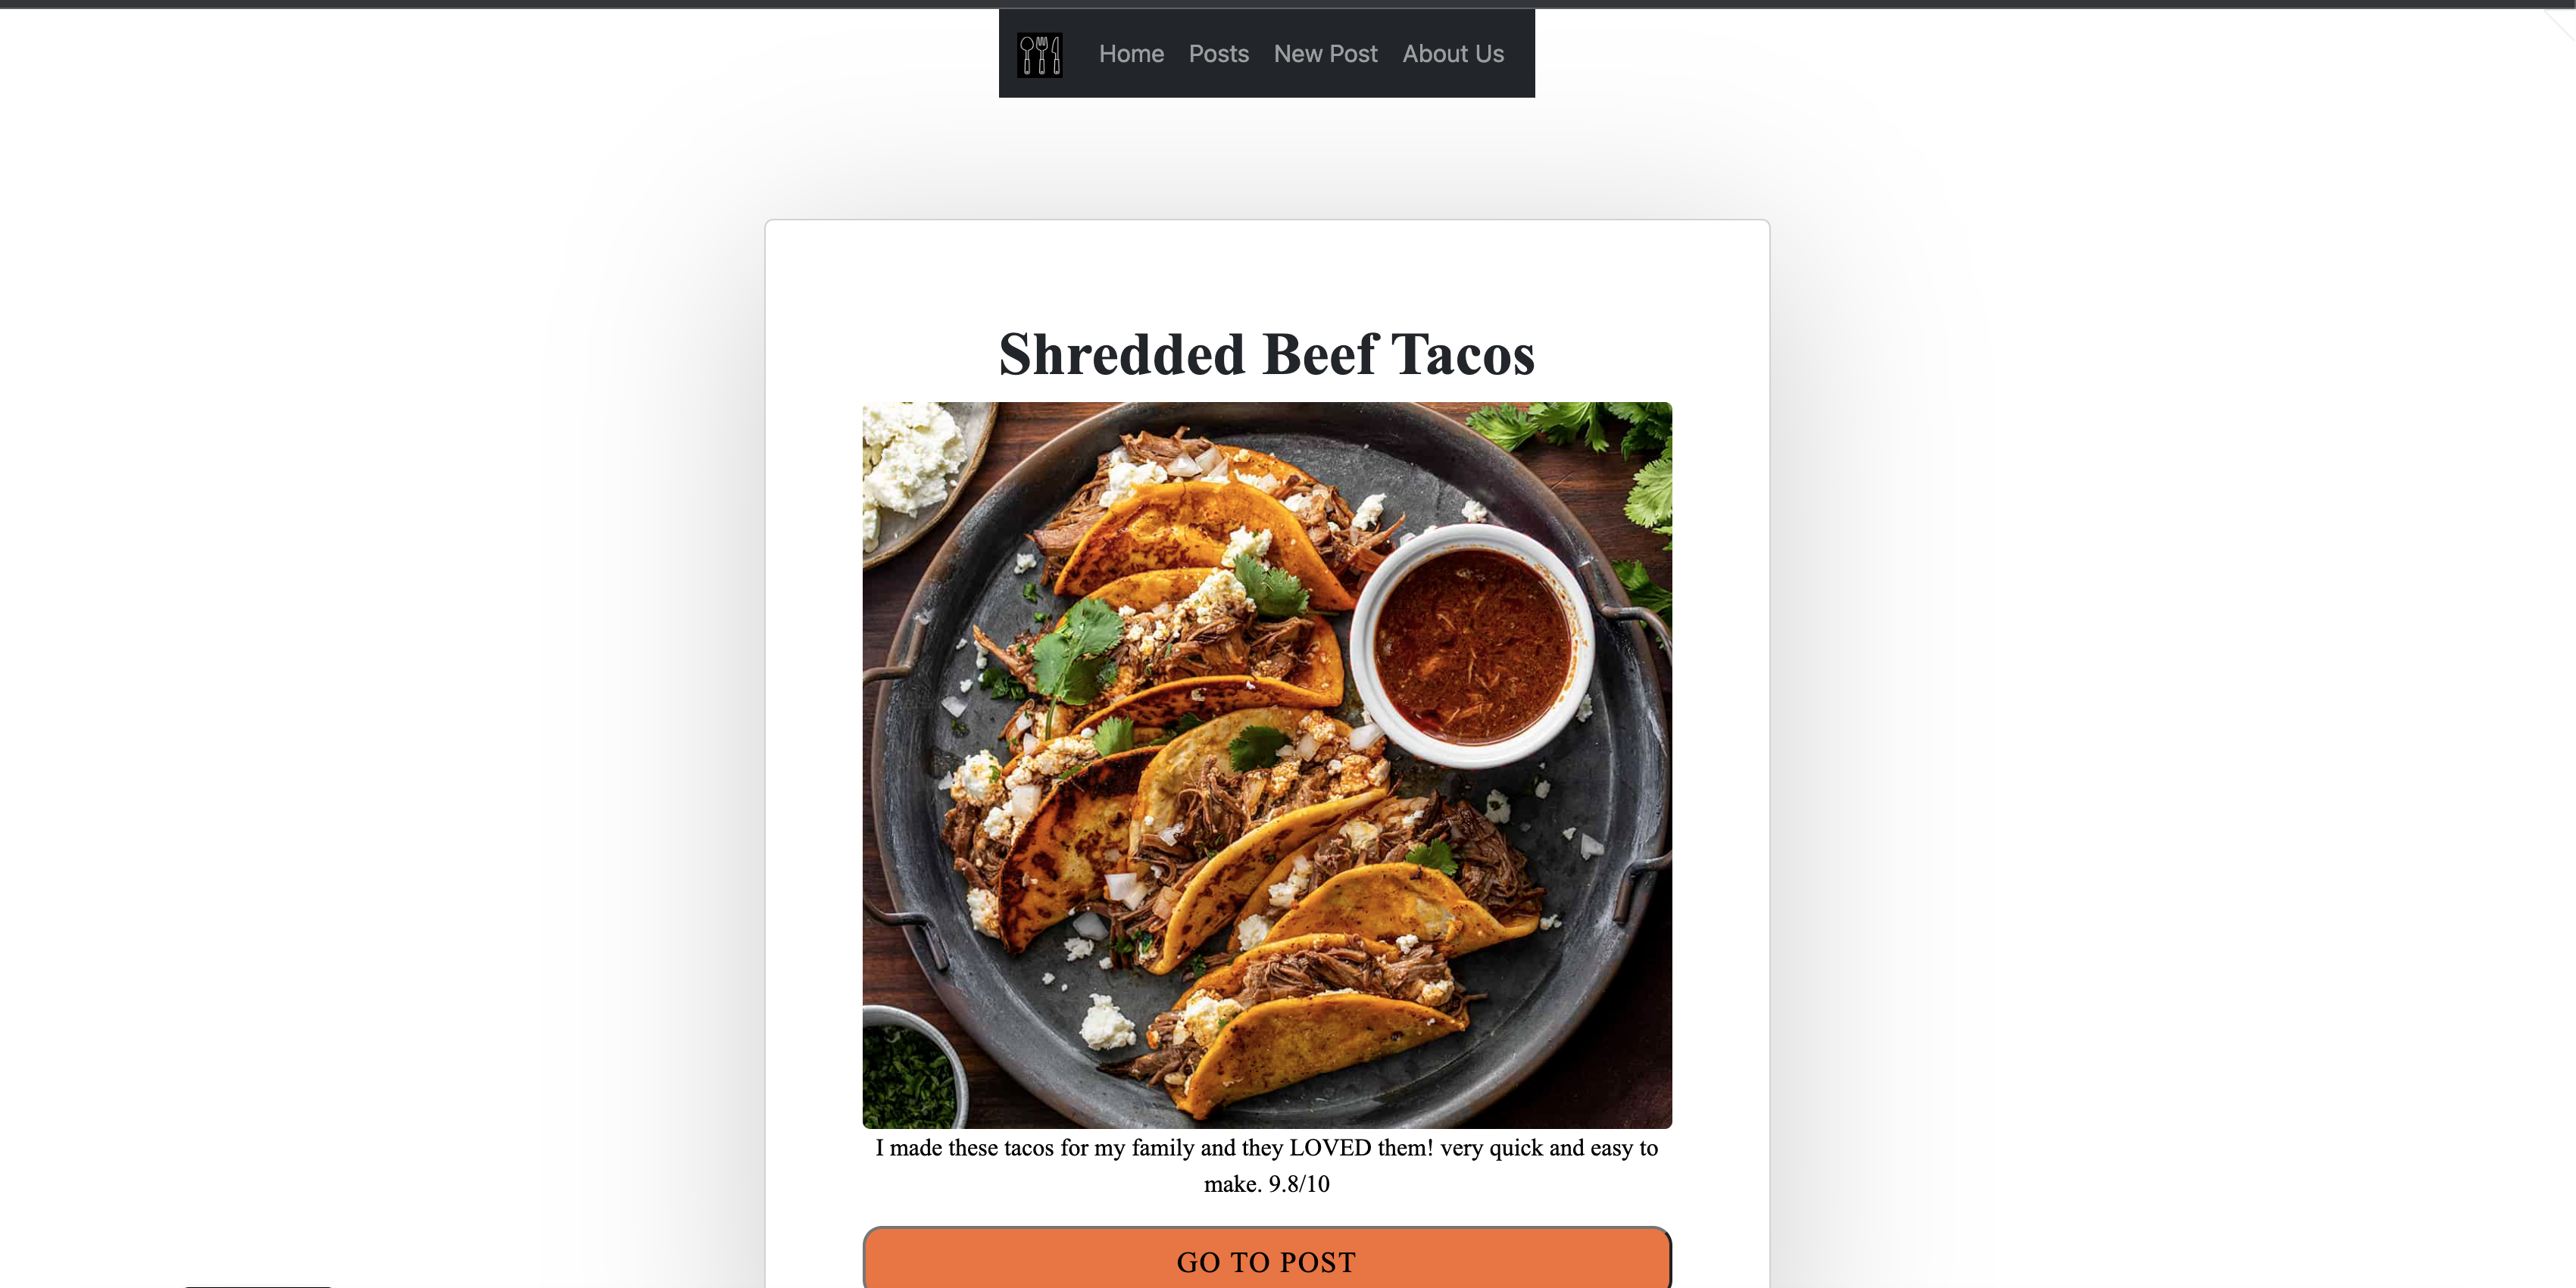 Home Posts New Post About Us
Shredded Beef Tacos
I made these tacos for my family and they LOVED them! very quick and easy to
make. 9.8/10
GO TO POST